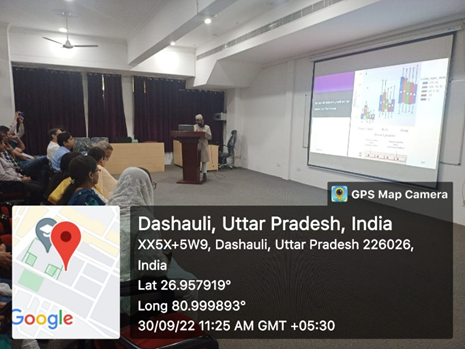 GPS Map Camera
Dashauli, Uttar Pradesh, India
XX5X+5W9, Dashauli, Uttar Pradesh 226026,
India
Lat 26.957919°
Long 80.999893°
30/09/22 11:25 AM GMT +05:30
Google